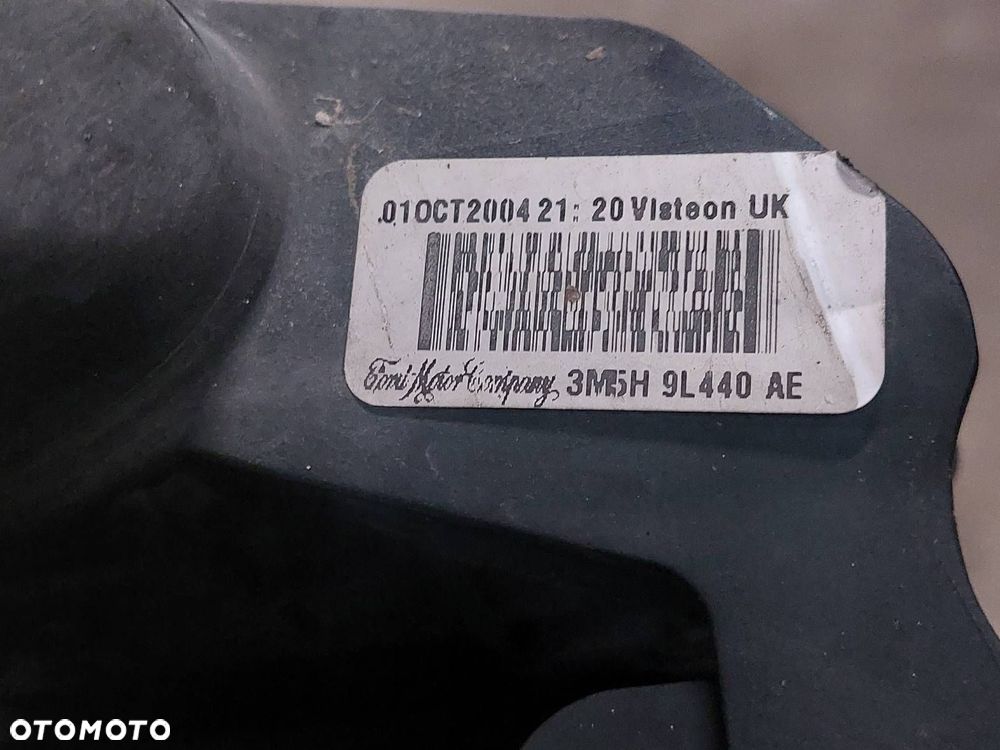 .01OCT2004 21:20 Visteon UK
Ford Motor Company, 3M5H 9L440 AE
OTOMOTO